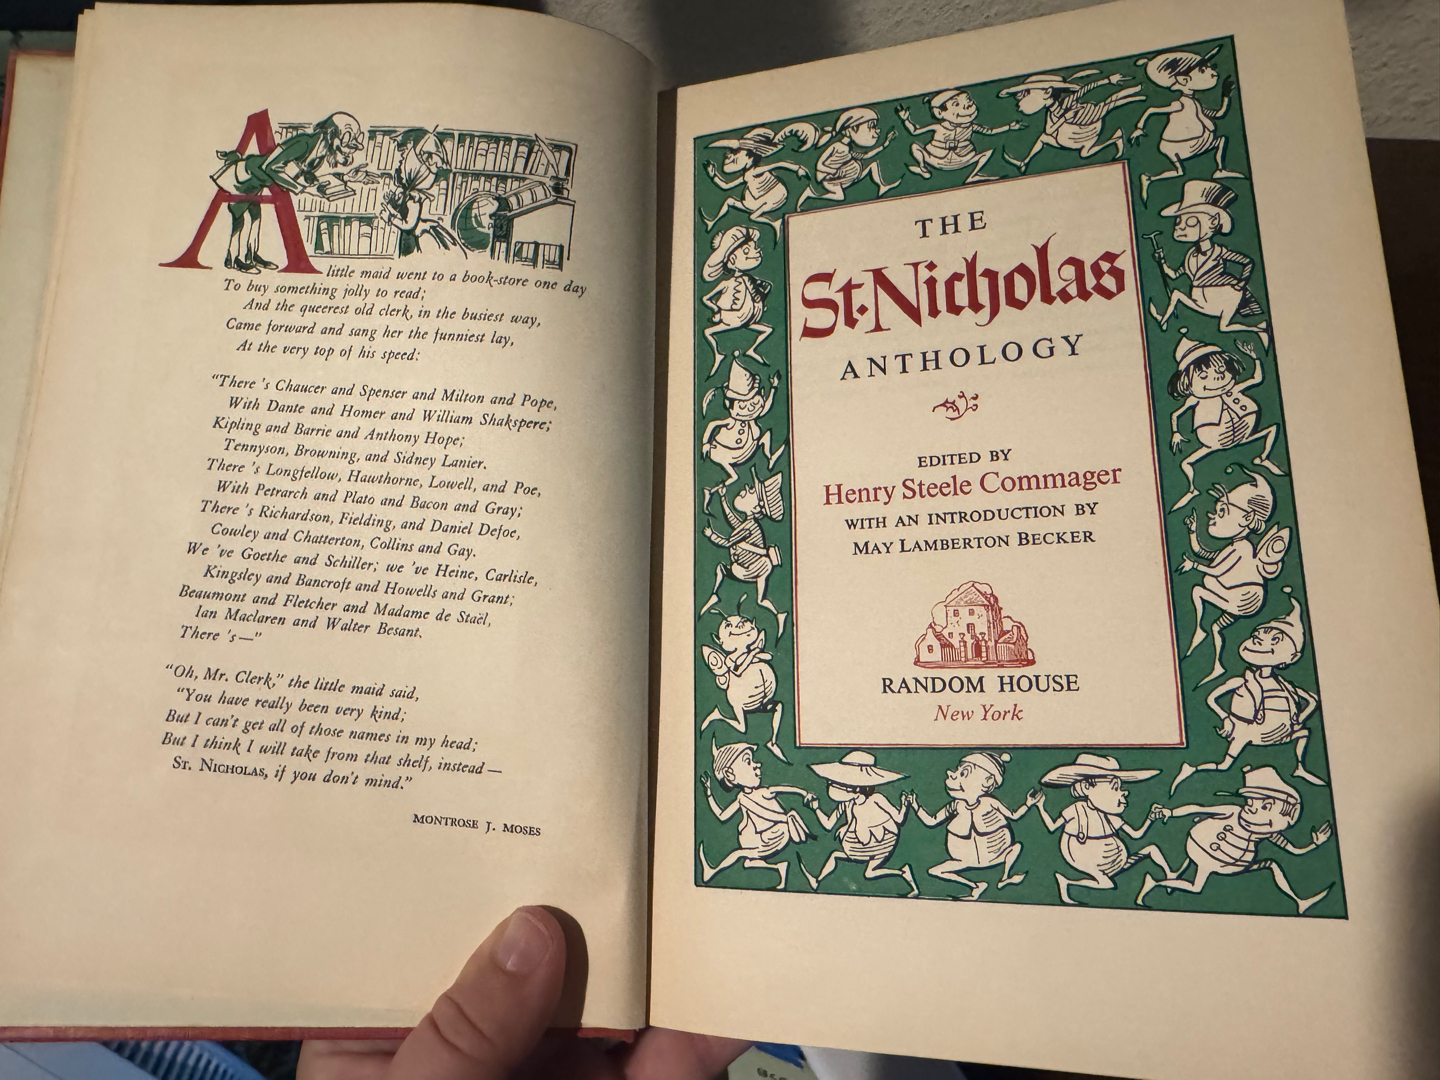 A little maid went to a book-store one day
To buy something jolly to read;
And the queerest old clerk, in the busiest way,
Came forward and sang her the funniest lay,
At the very top of his speed:
“There 's Chaucer and Spenser and Milton and Pope,
With Dante and Homer and William Shakspere;
Kipling and Barrie and Anthony Hope;
Tennyson, Browning, and Sidney Lanier.
There 's Longfellow, Hawthorne, Lowell, and Poe,
With Petrarch and Plato and Bacon and Gray;
There 's Richardson, Fielding, and Daniel Defoe,
Cowley and Chatterton, Collins and Gay.
We 've Goethe and Schiller; we 've Heine, Carlisle,
Kingsley and Bancroft and Howells and Grant;
Beaumont and Fletcher and Madame de Staël,
Ian Maclaren and Walter Besant.
There 's—”
“Oh, Mr. Clerk,” the little maid said,
“You have really been very kind;
But I can't get all of those names in my head;
But I think I will take from that shelf, instead—
St. Nicholas, if you don't mind.”
MONTROSE J. MOSES
THE
St. Nicholas
ANTHOLOGY
EDITED BY
Henry Steele Commager
WITH AN INTRODUCTION BY
MAY LAMBERTON BECKER
RANDOM HOUSE
New York